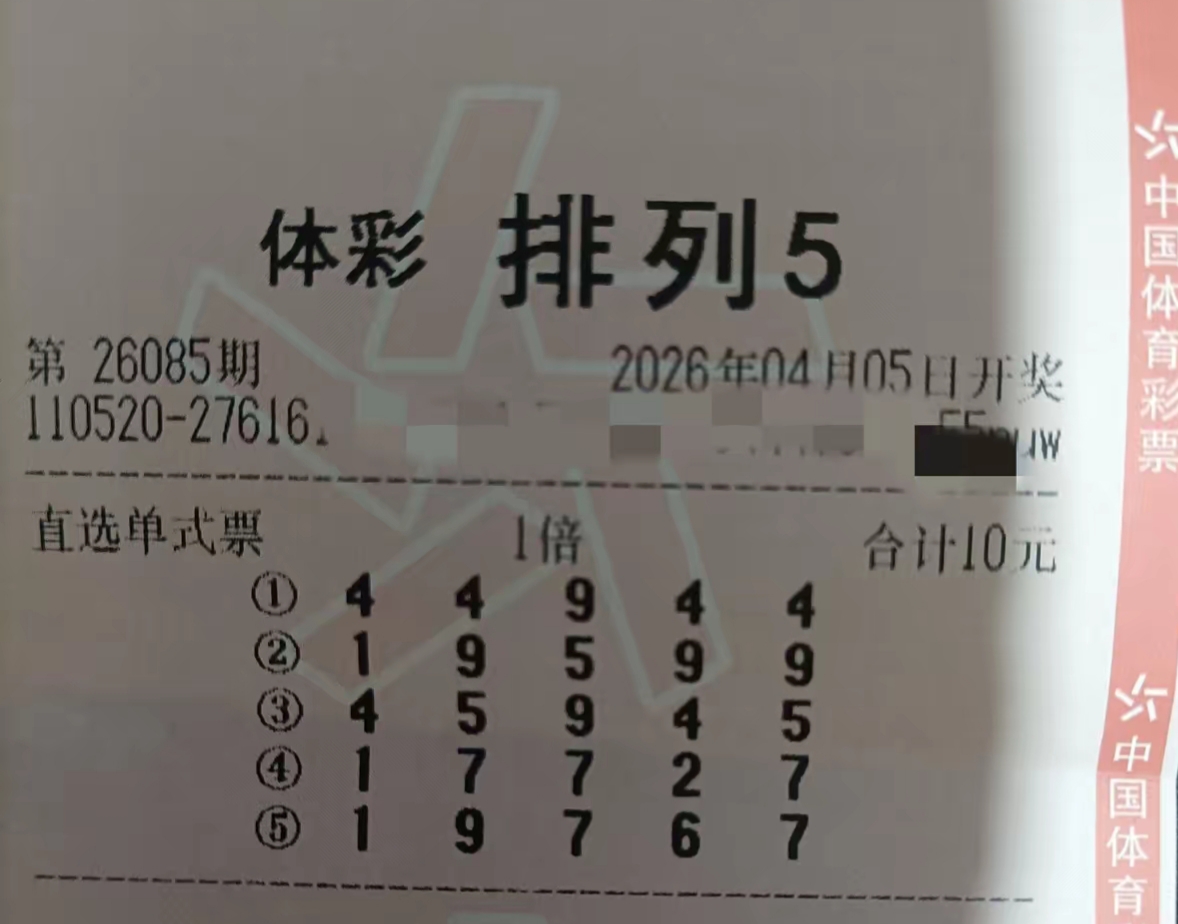 体彩 排列5
第 26085期 2026年04月05日开奖
110520-27616
直选单式票 1倍 合计10元
① 4 4 9 4 4
② 1 9 5 9 9
③ 4 5 9 4 5
④ 1 7 7 2 7
⑤ 1 9 7 6 7
中国体育彩票
中国体育